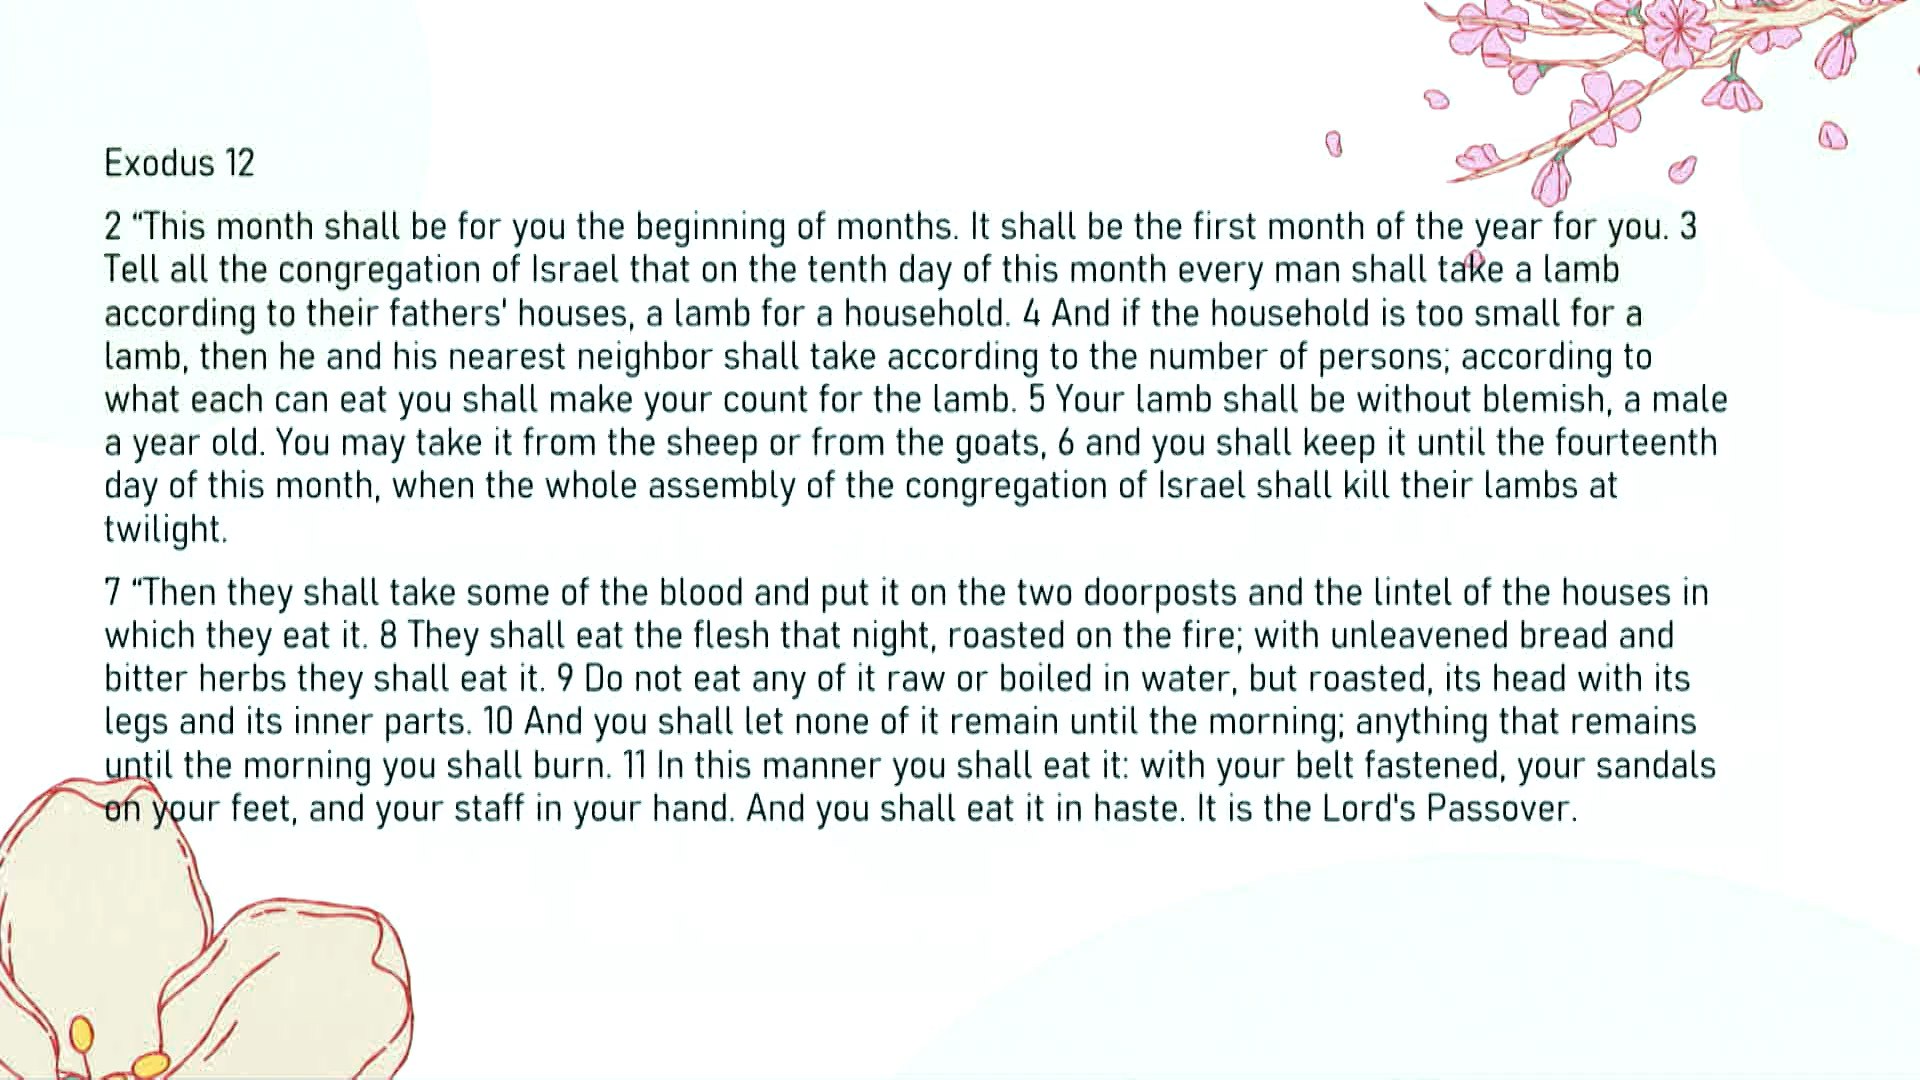 Exodus 12
2 “This month shall be for you the beginning of months. It shall be the first month of the year for you. 3
Tell all the congregation of Israel that on the tenth day of this month every man shall take a lamb
according to their fathers' houses, a lamb for a household. 4 And if the household is too small for a
lamb, then he and his nearest neighbor shall take according to the number of persons; according to
what each can eat you shall make your count for the lamb. 5 Your lamb shall be without blemish, a male
a year old. You may take it from the sheep or from the goats, 6 and you shall keep it until the fourteenth
day of this month, when the whole assembly of the congregation of Israel shall kill their lambs at
twilight.
7 “Then they shall take some of the blood and put it on the two doorposts and the lintel of the houses in
which they eat it. 8 They shall eat the flesh that night, roasted on the fire; with unleavened bread and
bitter herbs they shall eat it. 9 Do not eat any of it raw or boiled in water, but roasted, its head with its
legs and its inner parts. 10 And you shall let none of it remain until the morning; anything that remains
until the morning you shall burn. 11 In this manner you shall eat it: with your belt fastened, your sandals
on your feet, and your staff in your hand. And you shall eat it in haste. It is the Lord's Passover.